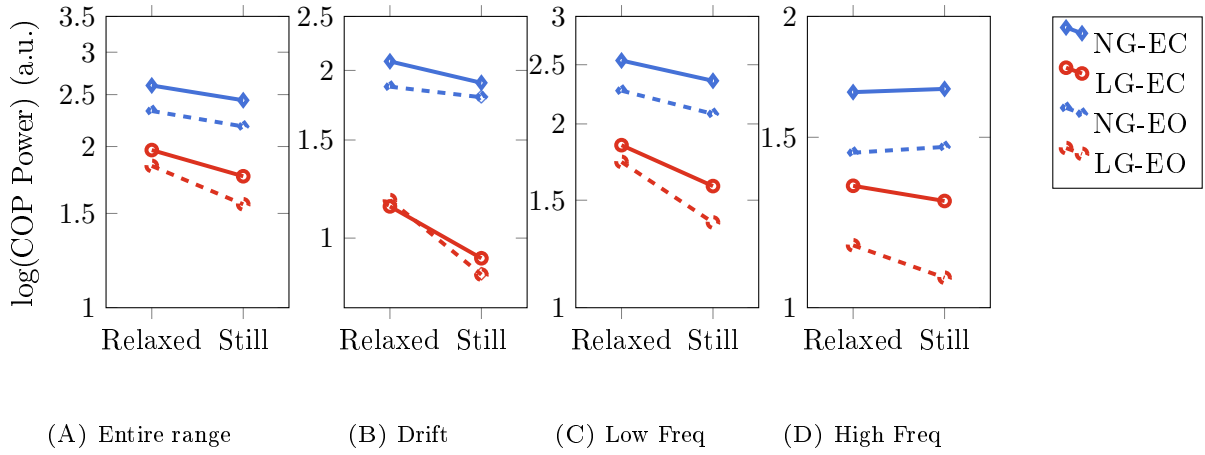 log(COP Power) (a.u.)
3.5
3
2.5
2
1.5
1
Relaxed Still
(A) Entire range
2.5
2
1.5
1
Relaxed Still
(B) Drift
3
2.5
2
1.5
1
Relaxed Still
(C) Low Freq
2
1.5
1
Relaxed Still
(D) High Freq
NG-EC
LG-EC
NG-EO
LG-EO